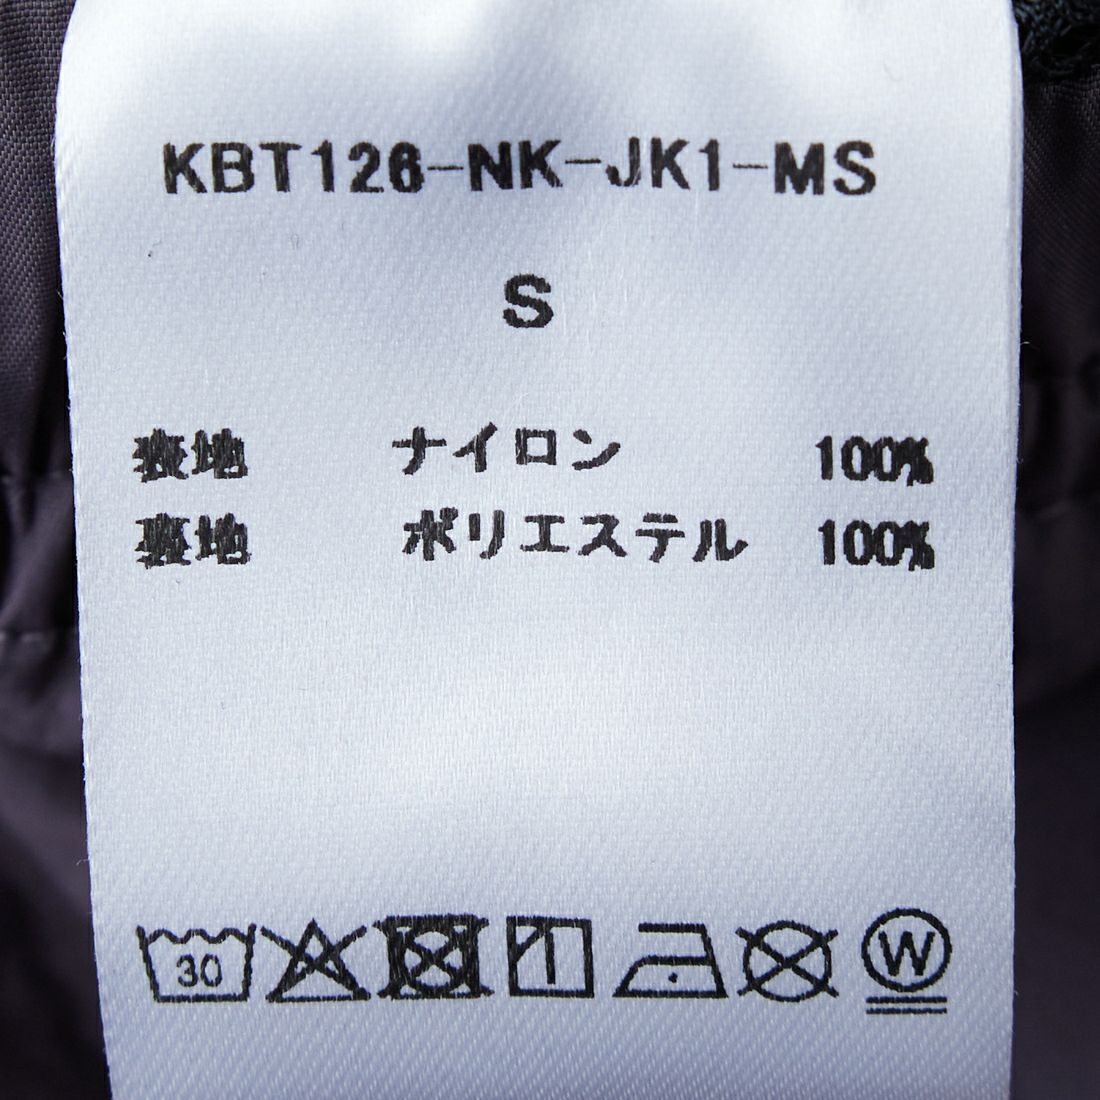 KBT126-NK-JK1-MS
S
表地 ナイロン 100%
裏地 ポリエステル 100%
30 W